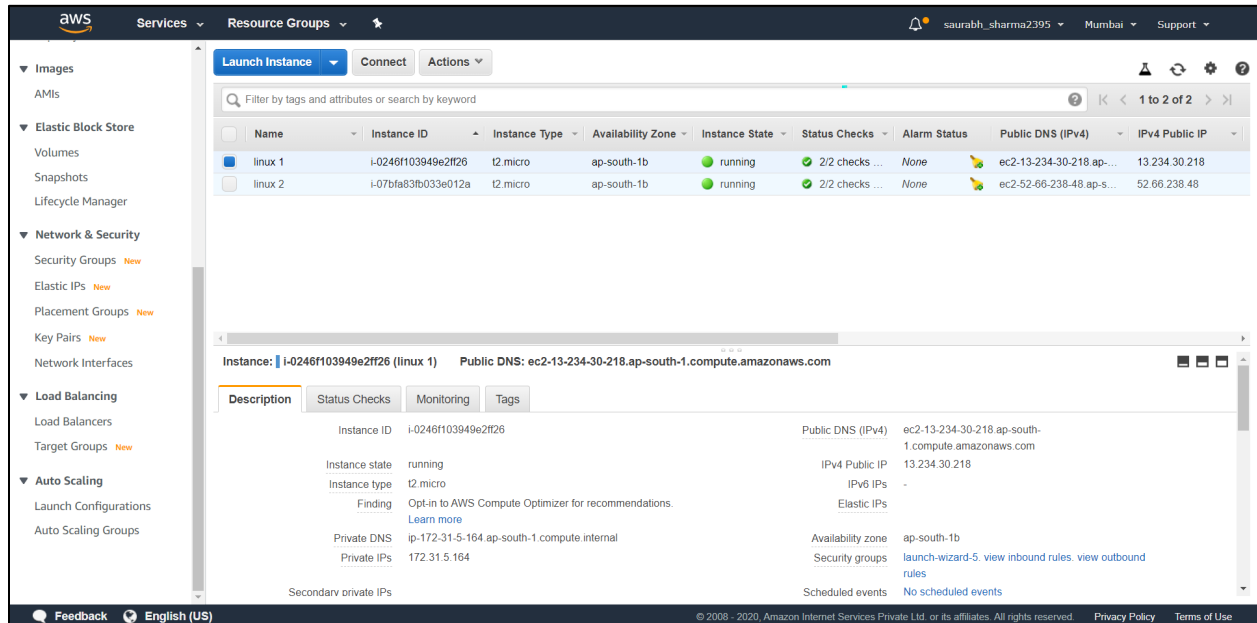 aws Services Resource Groups saurabh_sharma2395 Mumbai Support
Images
AMIs
Elastic Block Store
Volumes
Snapshots
Lifecycle Manager
Network & Security
Security Groups New
Elastic IPs New
Placement Groups New
Key Pairs New
Network Interfaces
Load Balancing
Load Balancers
Target Groups New
Auto Scaling
Launch Configurations
Auto Scaling Groups
Launch Instance Connect Actions
Filter by tags and attributes or search by keyword 1 to 2 of 2
Name Instance ID Instance Type Availability Zone Instance State Status Checks Alarm Status Public DNS (IPv4) IPv4 Public IP
linux 1 i-0246f103949e2ff26 t2.micro ap-south-1b running 2/2 checks ... None ec2-13-234-30-218.ap-... 13.234.30.218
linux 2 i-07bfa83fb033e012a t2.micro ap-south-1b running 2/2 checks ... None ec2-52-66-238-48.ap-s... 52.66.238.48
Instance: i-0246f103949e2ff26 (linux 1) Public DNS: ec2-13-234-30-218.ap-south-1.compute.amazonaws.com
Description Status Checks Monitoring Tags
Instance ID i-0246f103949e2ff26
Instance state running
Instance type t2.micro
Finding Opt-in to AWS Compute Optimizer for recommendations.
Learn more
Private DNS ip-172-31-5-164.ap-south-1.compute.internal
Private IPs 172.31.5.164
Secondary private IPs
Public DNS (IPv4) ec2-13-234-30-218.ap-south-
1.compute.amazonaws.com
IPv4 Public IP 13.234.30.218
IPv6 IPs -
Elastic IPs
Availability zone ap-south-1b
Security groups launch-wizard-5. view inbound rules. view outbound
rules
Scheduled events No scheduled events
Feedback English (US) © 2008 - 2020, Amazon Internet Services Private Ltd. or its affiliates. All rights reserved. Privacy Policy Terms of Use